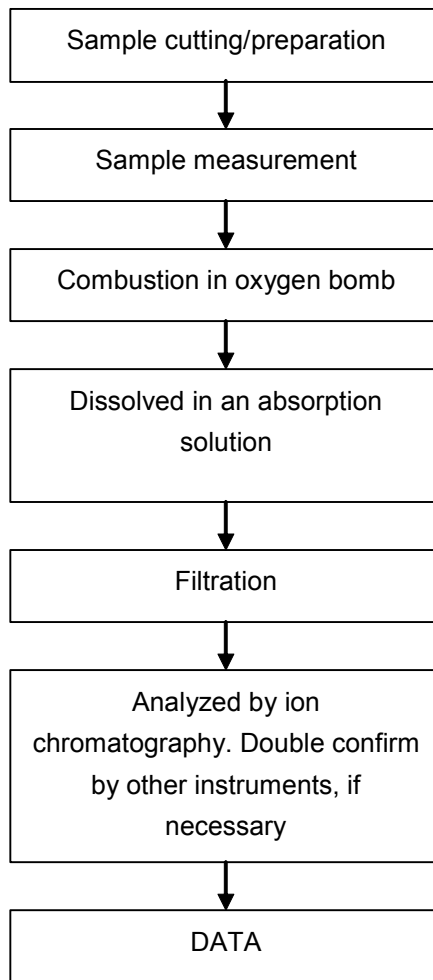 Sample cutting/preparation
Sample measurement
Combustion in oxygen bomb
Dissolved in an absorption
solution
Filtration
Analyzed by ion
chromatography. Double confirm
by other instruments, if
necessary
DATA